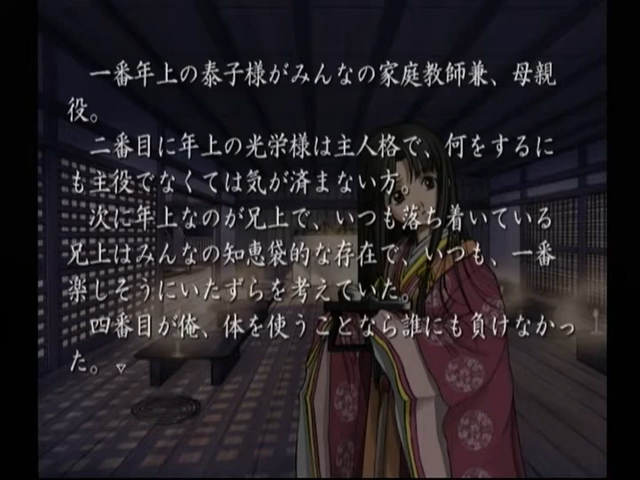 一番年上の泰子様がみんなの家庭教師兼、母親
役。
二番目に年上の光栄様は主人格で、何をするに
も主役でなくては気が済まない方。
次に年上なのが兄上で、いつも落ち着いている
兄上はみんなの知恵袋的な存在で、いつも、一番
楽しそうにいたずらを考えていた。
四番目が俺、体を使うことなら誰にも負けなかっ
た。▽